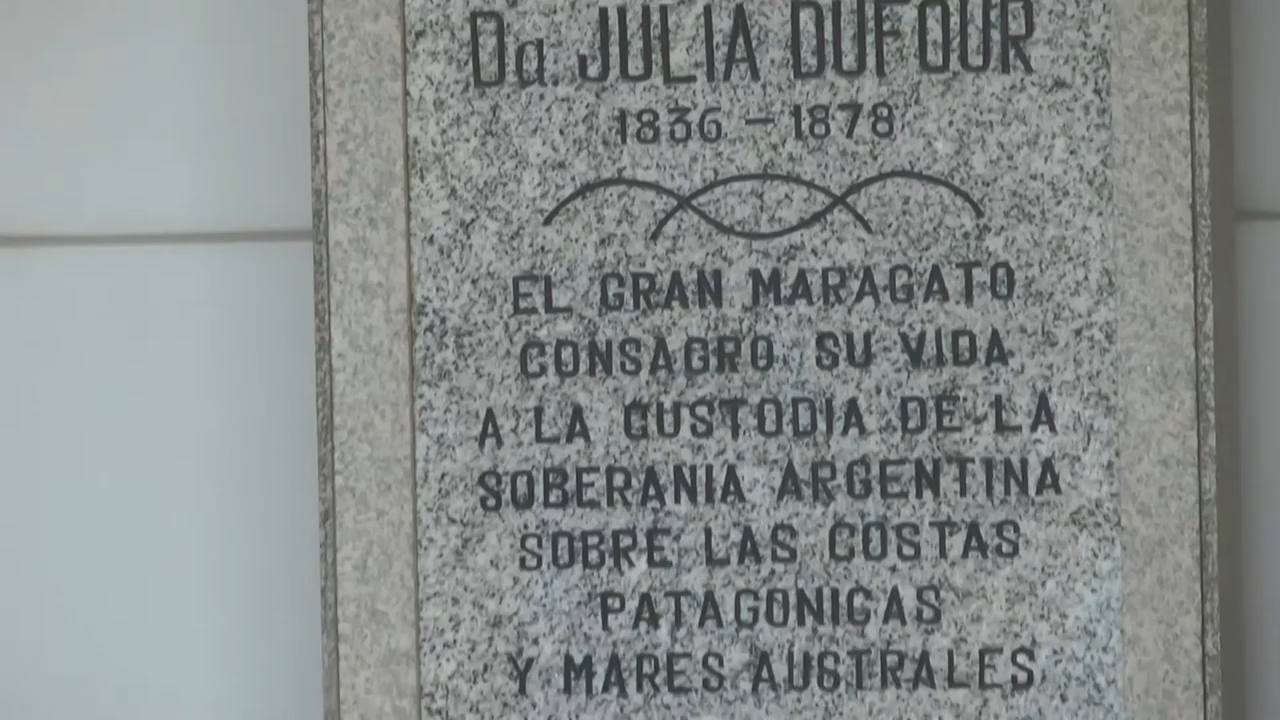 Da JULIA DUFOUR
1836 - 1878
EL GRAN MARAGATO
CONSAGRO SU VIDA
A LA CUSTODIA DE LA
SOBERANIA ARGENTINA
SOBRE LAS COSTAS
PATAGONICAS
Y MARES AUSTRALES